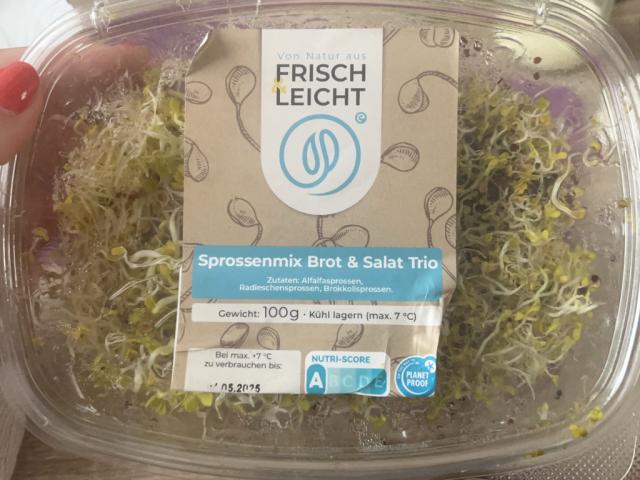 Von Natur aus
FRISCH
& LEICHT
Sprossenmix Brot & Salat Trio
Zutaten: Alfalfasprossen,
Radieschensprossen, Brokkolisprossen.
Gewicht: 100g · Kühl lagern (max. 7 °C)
Bei max. +7 °C
zu verbrauchen bis:
.05.2025
NUTRI-SCORE
ABCDE
PLANET
PROOF